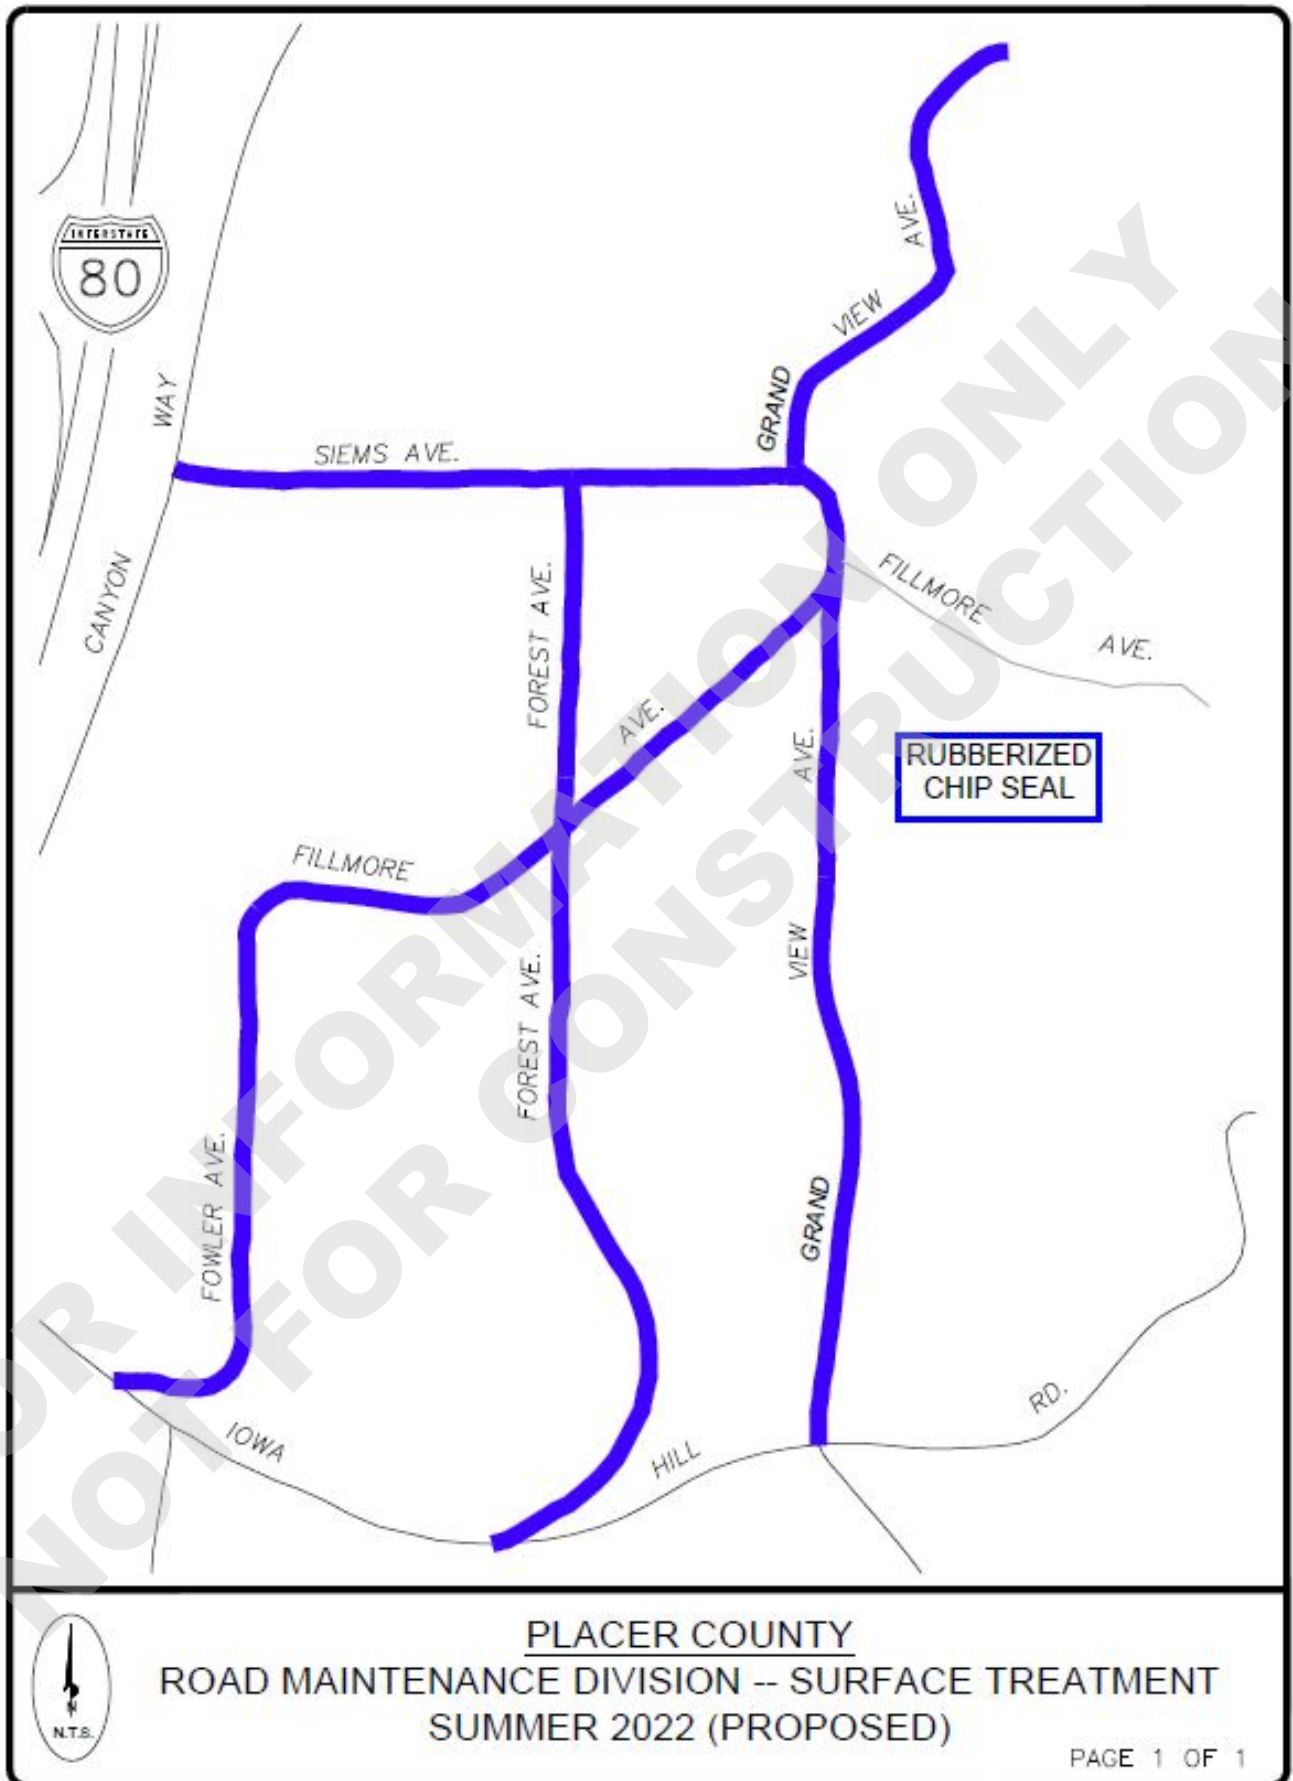 INTERSTATE
80
AVE.
VIEW
GRAND
WAY
SIEMS AVE.
CANYON
FOREST AVE.
FILLMORE
AVE.
AVE.
AVE.
RUBBERIZED
CHIP SEAL
FILLMORE
VIEW
FOREST AVE.
FOWLER AVE.
GRAND
IOWA
HILL
RD.
FOR INFORMATION ONLY
NOT FOR CONSTRUCTION
N
N.T.S.
PLACER COUNTY
ROAD MAINTENANCE DIVISION -- SURFACE TREATMENT
SUMMER 2022 (PROPOSED)
PAGE 1 OF 1